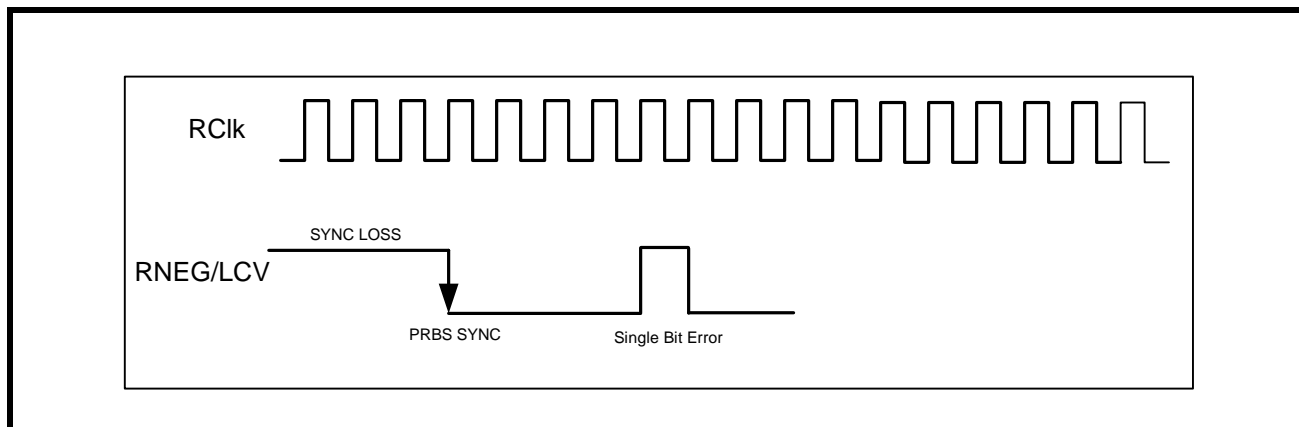 RClk
SYNC LOSS
RNEG/LCV
PRBS SYNC
Single Bit Error